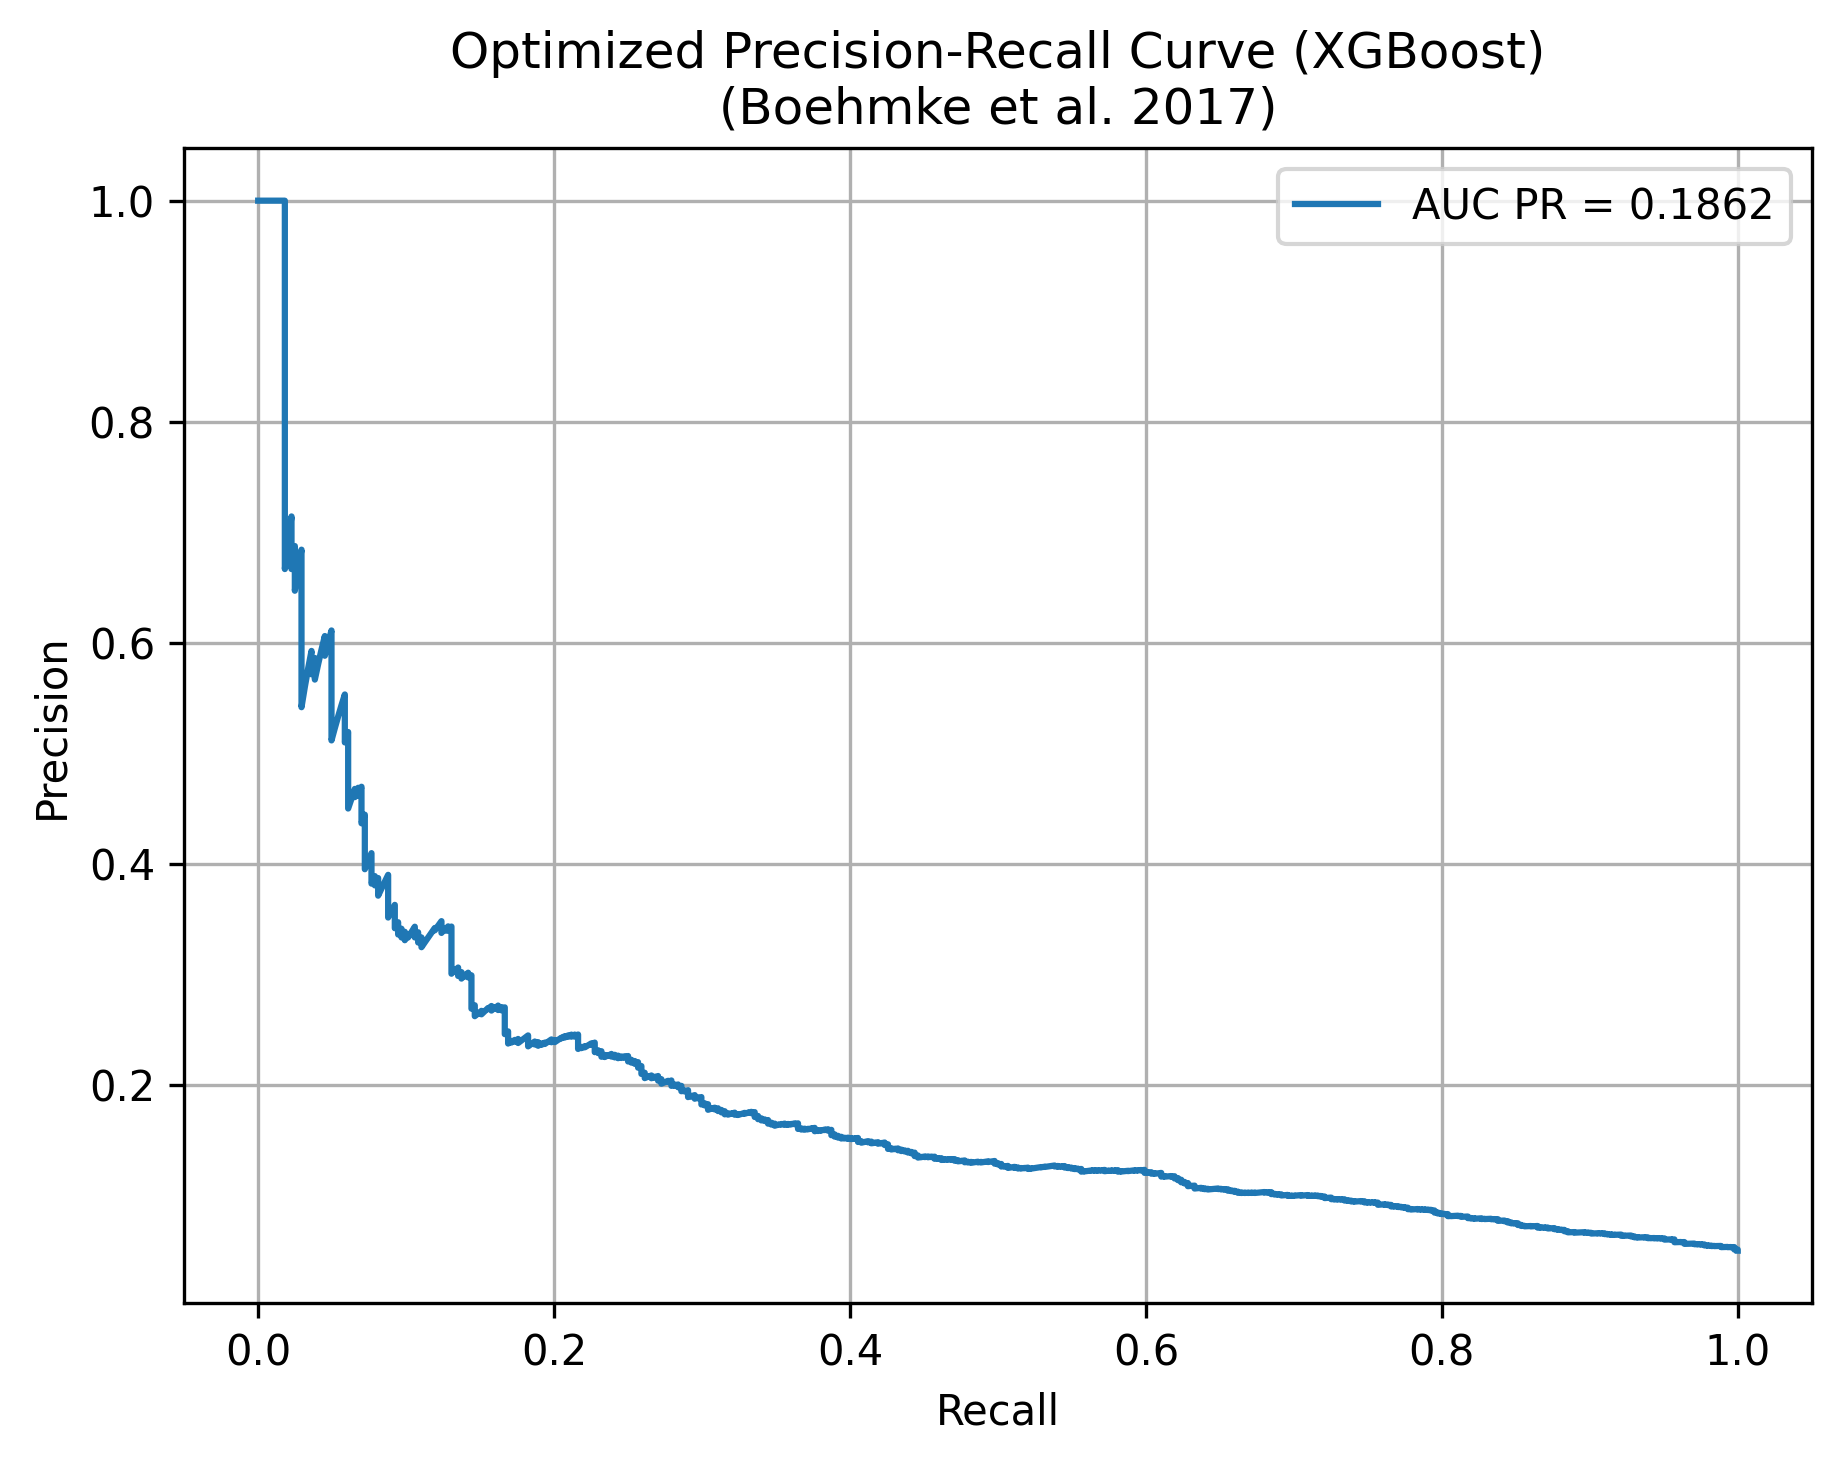 Optimized Precision-Recall Curve (XGBoost)
(Boehmke et al. 2017)
AUC PR = 0.1862
Precision
1.0
0.8
0.6
0.4
0.2
0.0 0.2 0.4 0.6 0.8 1.0
Recall